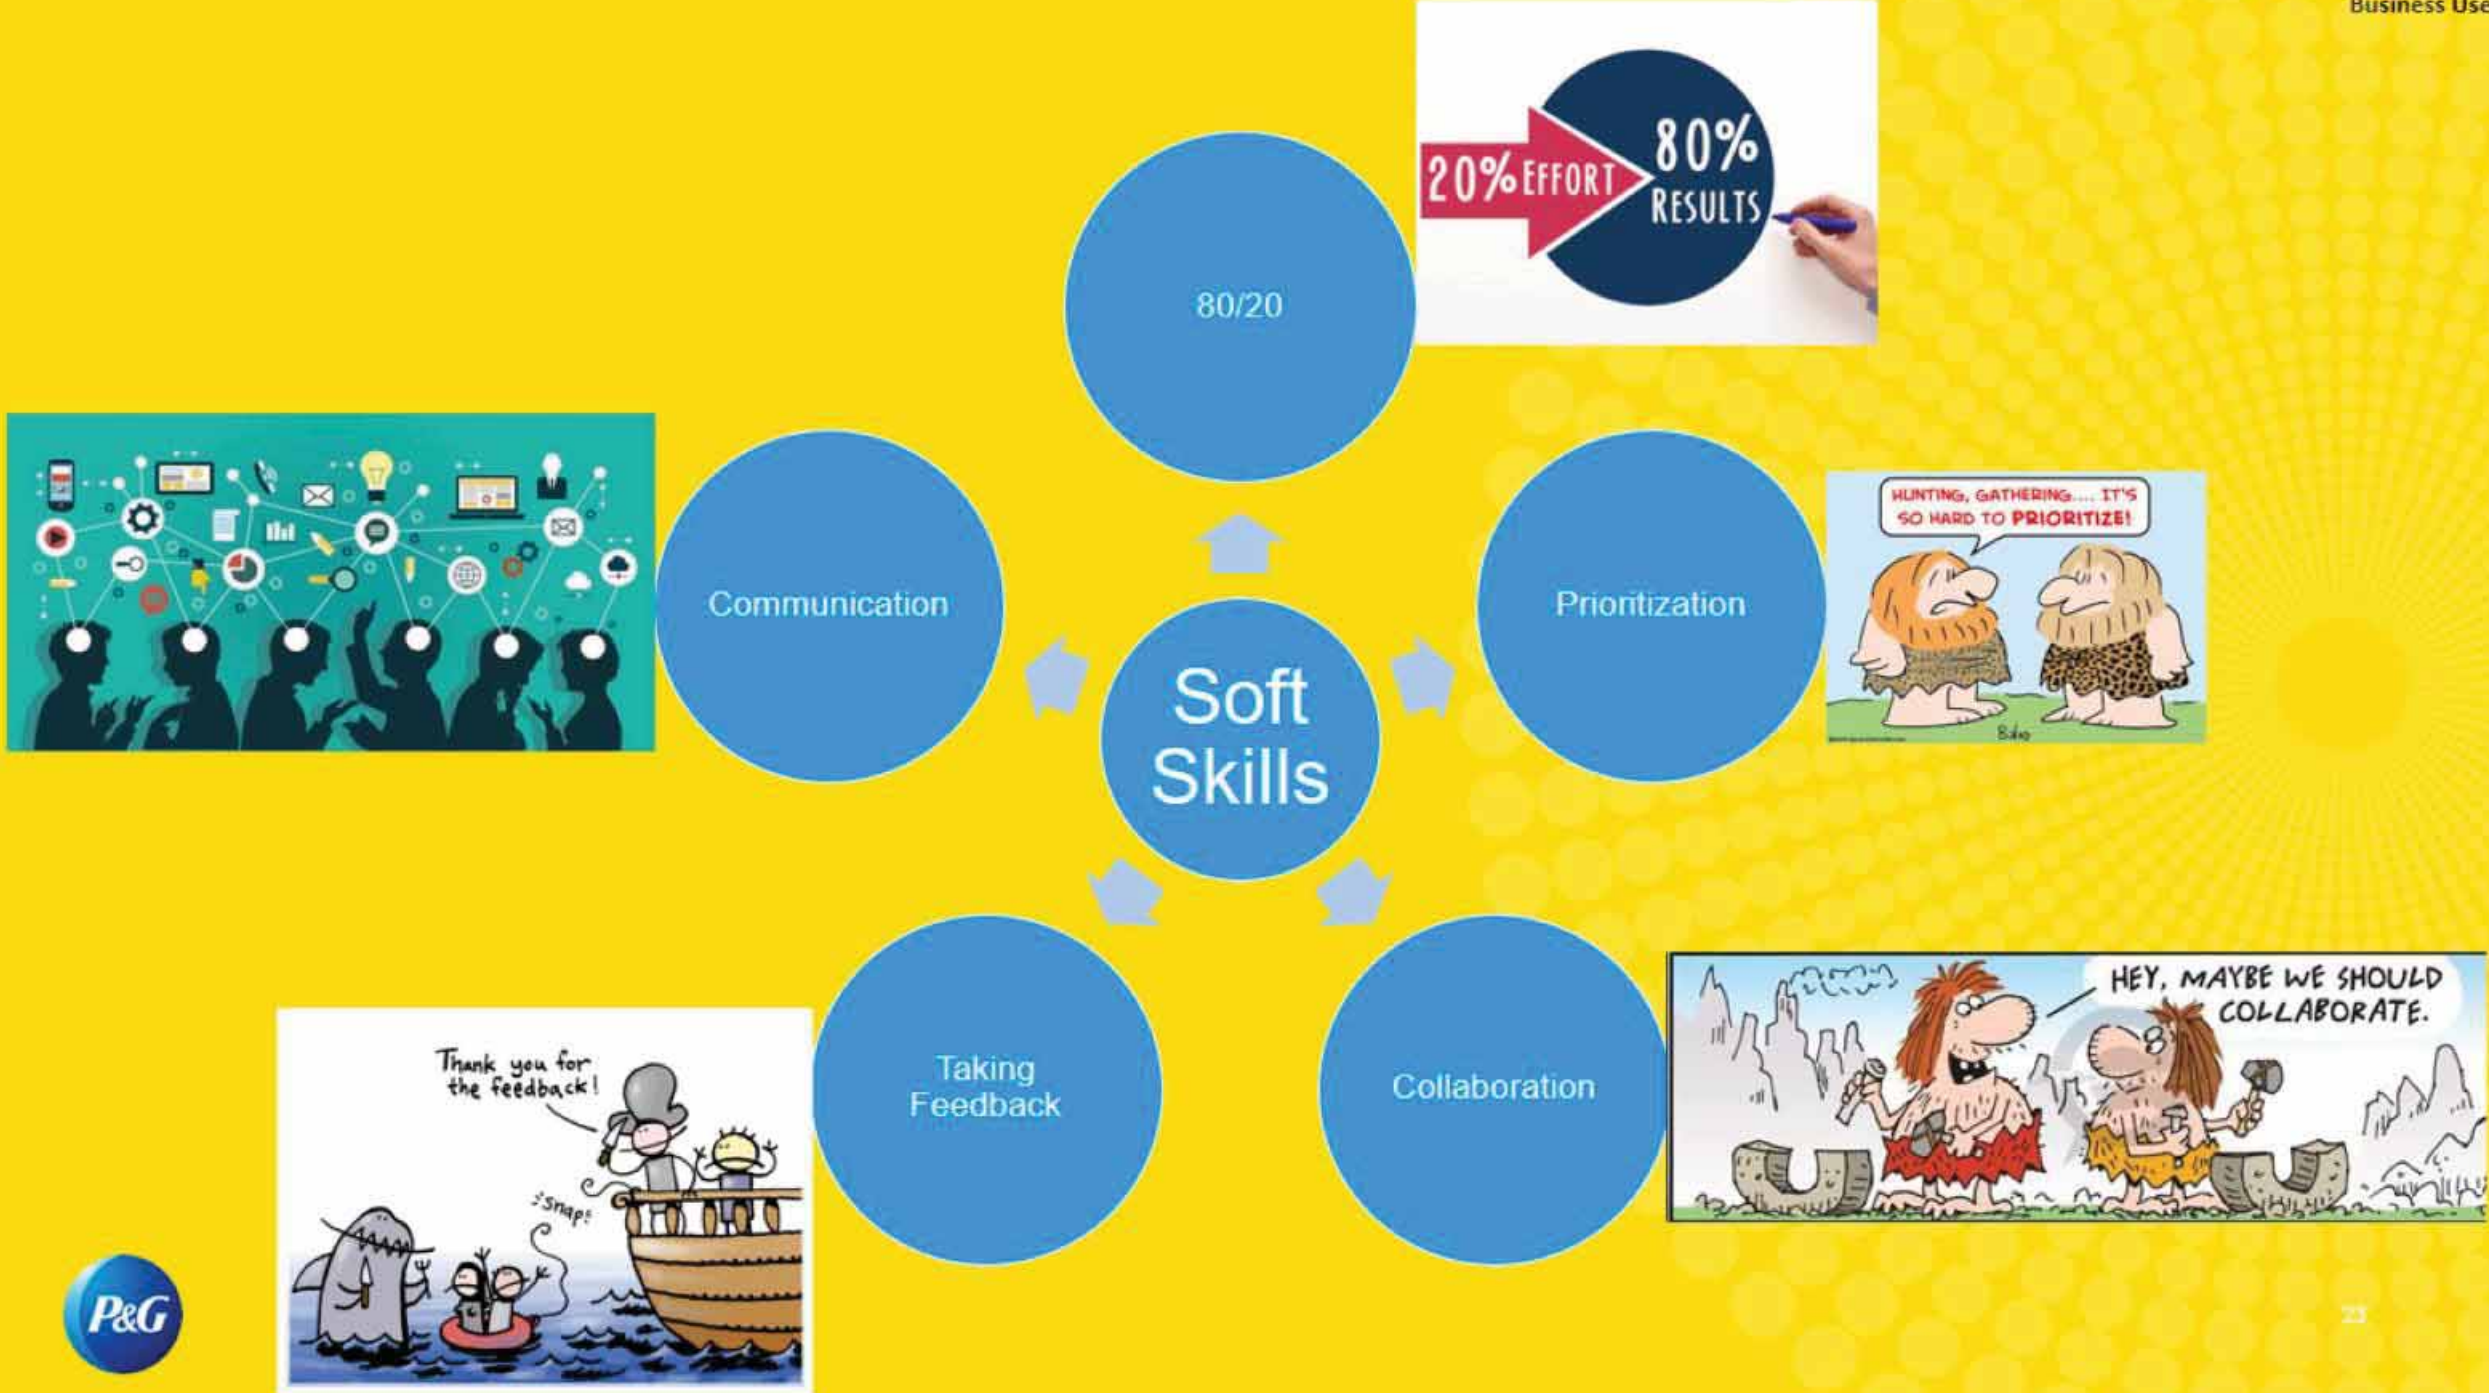 Business Use
20% EFFORT
80%
RESULTS
80/20
Communication
Prioritization
HUNTING, GATHERING.... IT'S
SO HARD TO PRIORITIZE!
Soft
Skills
Taking
Feedback
Collaboration
HEY, MAYBE WE SHOULD
COLLABORATE.
Thank you for
the feedback!
snap!
P&G
23